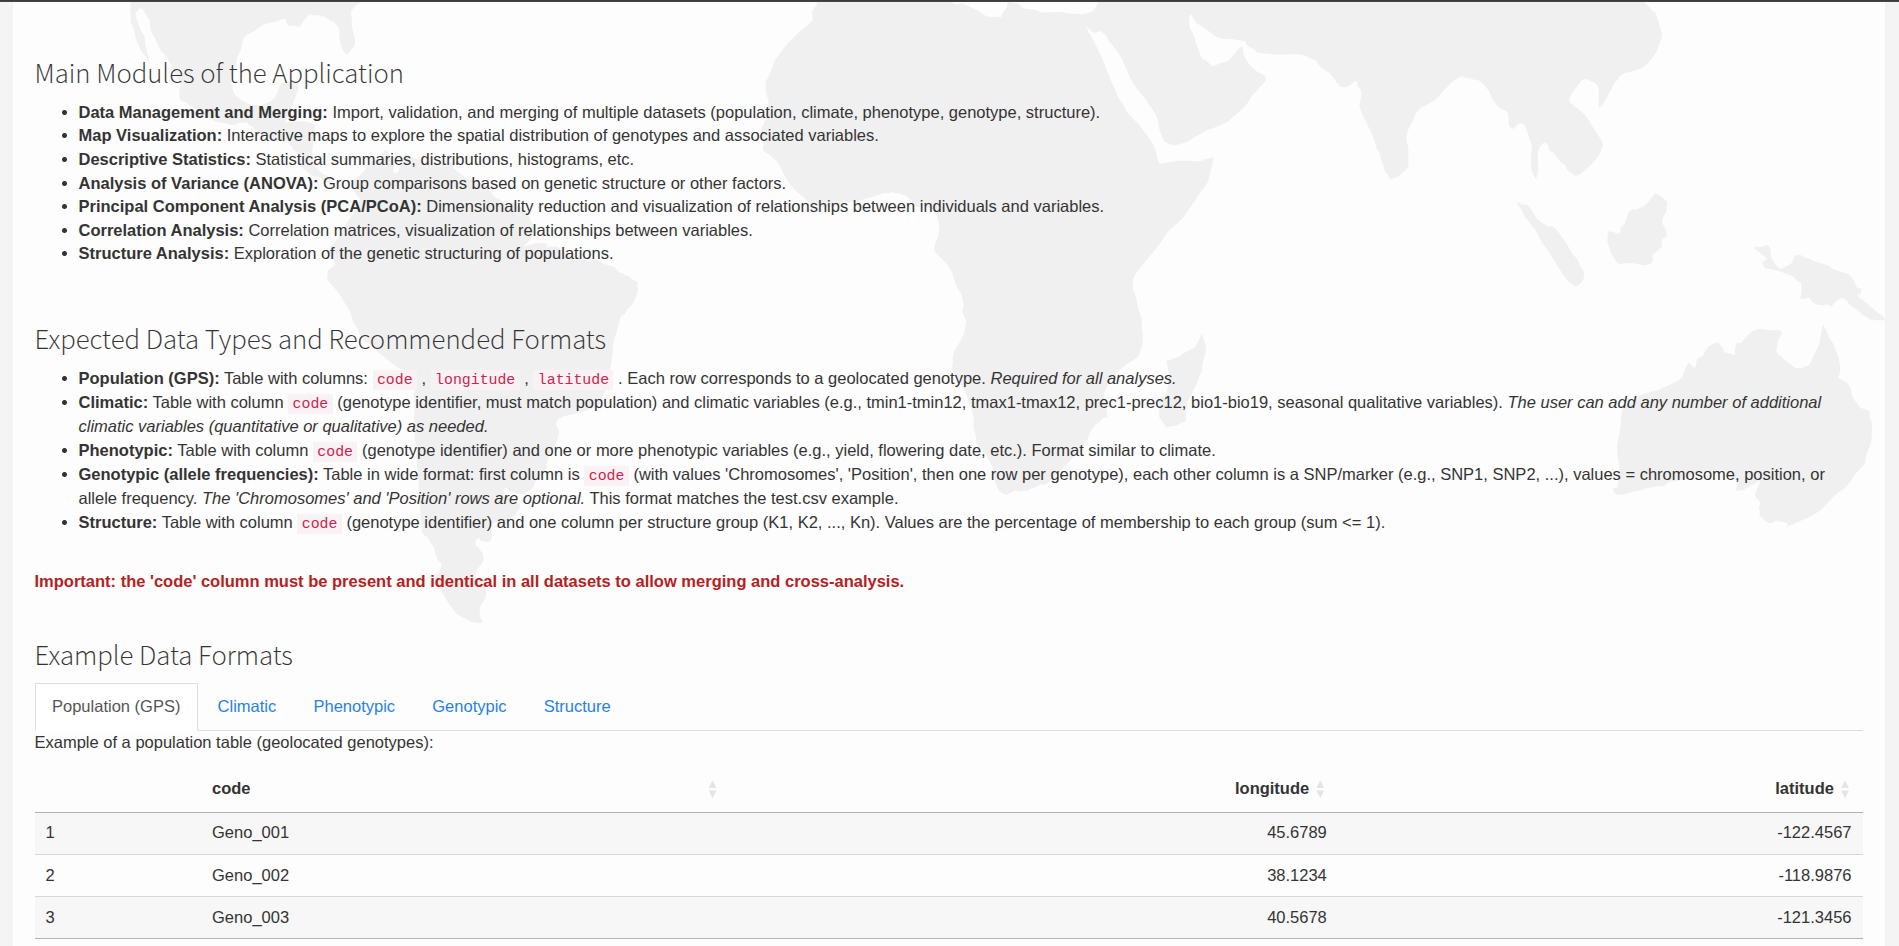 Main Modules of the Application
Data Management and Merging: Import, validation, and merging of multiple datasets (population, climate, phenotype, genotype, structure).
Map Visualization: Interactive maps to explore the spatial distribution of genotypes and associated variables.
Descriptive Statistics: Statistical summaries, distributions, histograms, etc.
Analysis of Variance (ANOVA): Group comparisons based on genetic structure or other factors.
Principal Component Analysis (PCA/PCoA): Dimensionality reduction and visualization of relationships between individuals and variables.
Correlation Analysis: Correlation matrices, visualization of relationships between variables.
Structure Analysis: Exploration of the genetic structuring of populations.
Expected Data Types and Recommended Formats
Population (GPS): Table with columns: code , longitude , latitude . Each row corresponds to a geolocated genotype. Required for all analyses.
Climatic: Table with column code (genotype identifier, must match population) and climatic variables (e.g., tmin1-tmin12, tmax1-tmax12, prec1-prec12, bio1-bio19, seasonal qualitative variables). The user can add any number of additional
climatic variables (quantitative or qualitative) as needed.
Phenotypic: Table with column code (genotype identifier) and one or more phenotypic variables (e.g., yield, flowering date, etc.). Format similar to climate.
Genotypic (allele frequencies): Table in wide format: first column is code (with values 'Chromosomes', 'Position', then one row per genotype), each other column is a SNP/marker (e.g., SNP1, SNP2, ...), values = chromosome, position, or
allele frequency. The 'Chromosomes' and 'Position' rows are optional. This format matches the test.csv example.
Structure: Table with column code (genotype identifier) and one column per structure group (K1, K2, ..., Kn). Values are the percentage of membership to each group (sum <= 1).
Important: the 'code' column must be present and identical in all datasets to allow merging and cross-analysis.
Example Data Formats
Population (GPS) Climatic Phenotypic Genotypic Structure
Example of a population table (geolocated genotypes):
code longitude latitude
1 Geno_001 45.6789 -122.4567
2 Geno_002 38.1234 -118.9876
3 Geno_003 40.5678 -121.3456